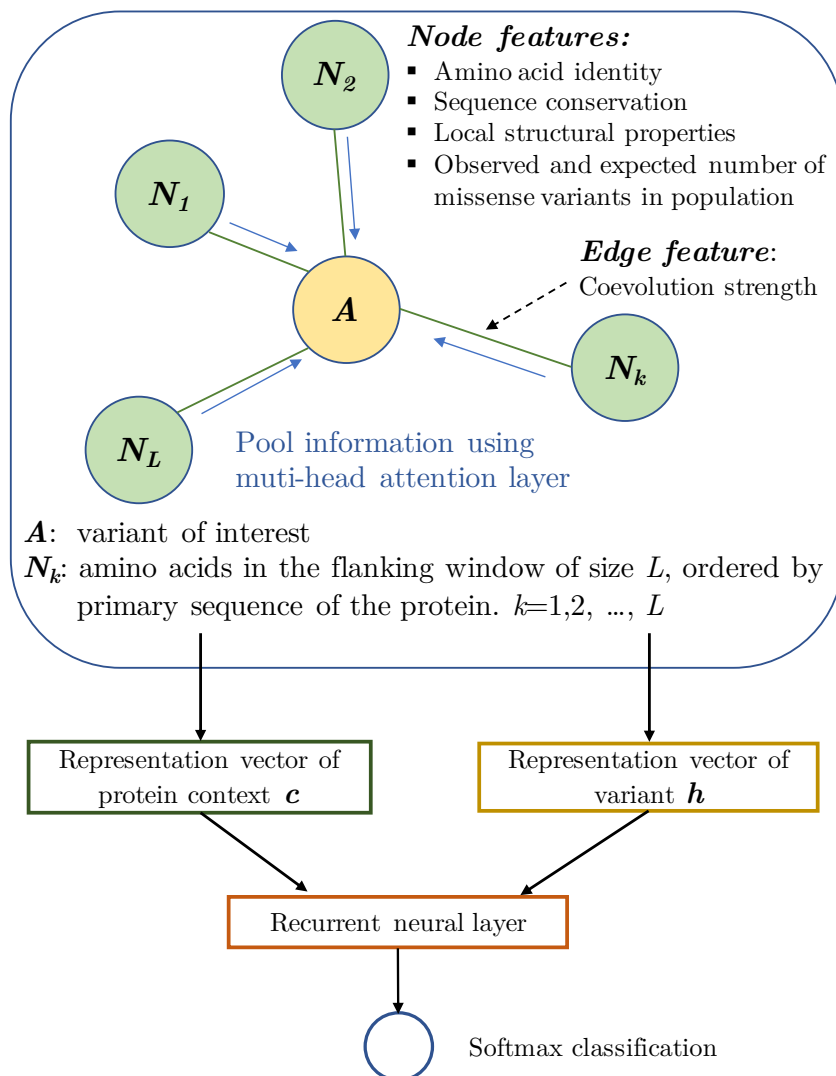 Node features:
▪ Amino acid identity
▪ Sequence conservation
▪ Local structural properties
▪ Observed and expected number of
missense variants in population
N2
N1
Edge feature:
Coevolution strength
A
Nk
NL
Pool information using
muti-head attention layer
A: variant of interest
Nk: amino acids in the flanking window of size L, ordered by
primary sequence of the protein. k=1,2, …, L
Representation vector of
protein context c
Representation vector of
variant h
Recurrent neural layer
Softmax classification